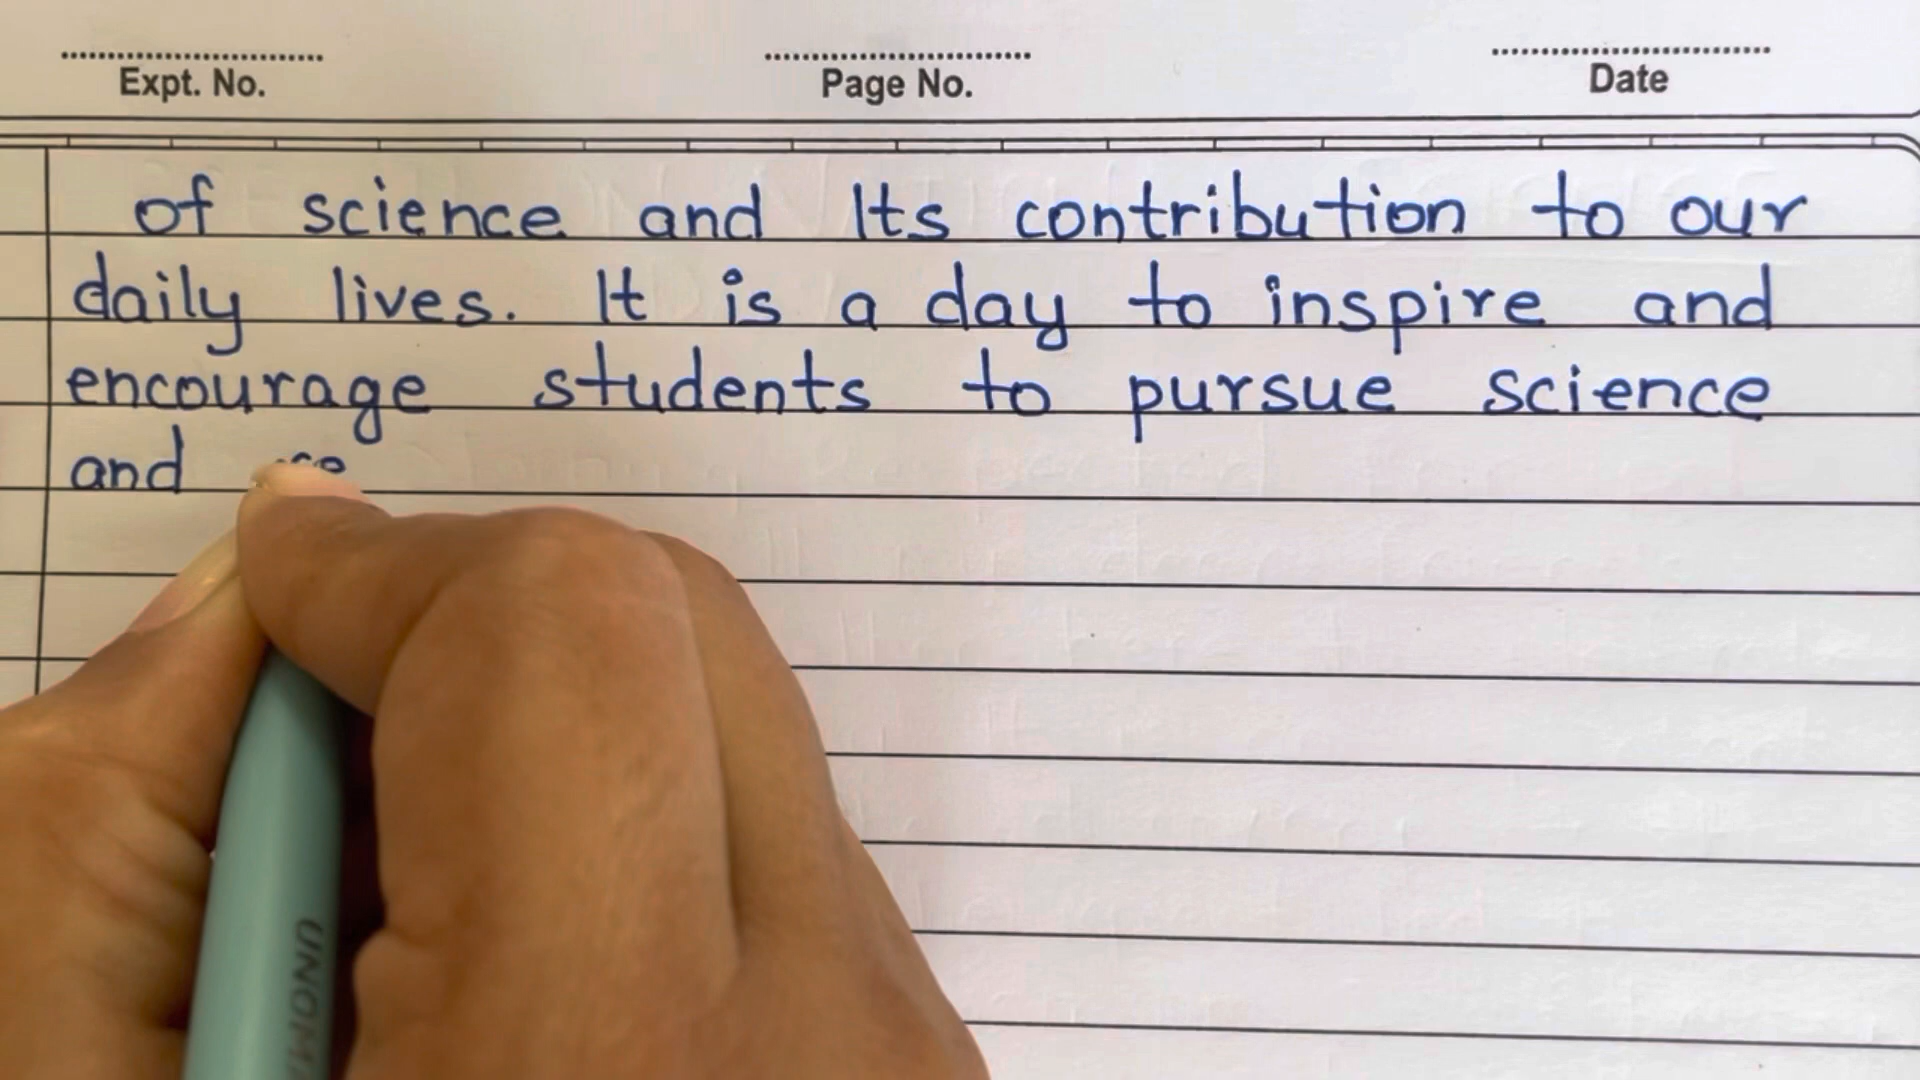 Expt. No.
Page No.
Date
of science and Its contribution to our
daily lives. It is a day to inspire and
encourage students to pursue science
and